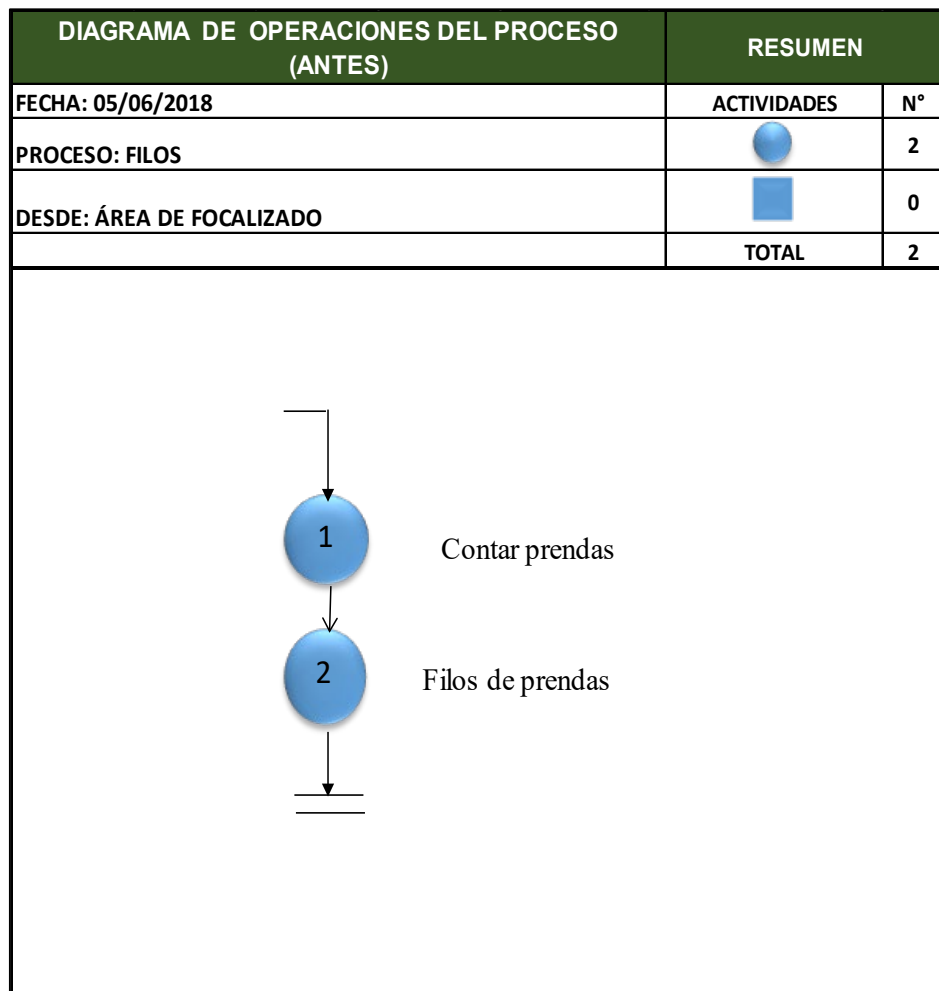 DIAGRAMA DE OPERACIONES DEL PROCESO
(ANTES)
RESUMEN
FECHA: 05/06/2018
ACTIVIDADES
N°
PROCESO: FILOS
2
DESDE: ÁREA DE FOCALIZADO
0
TOTAL
2
1
Contar prendas
2
Filos de prendas